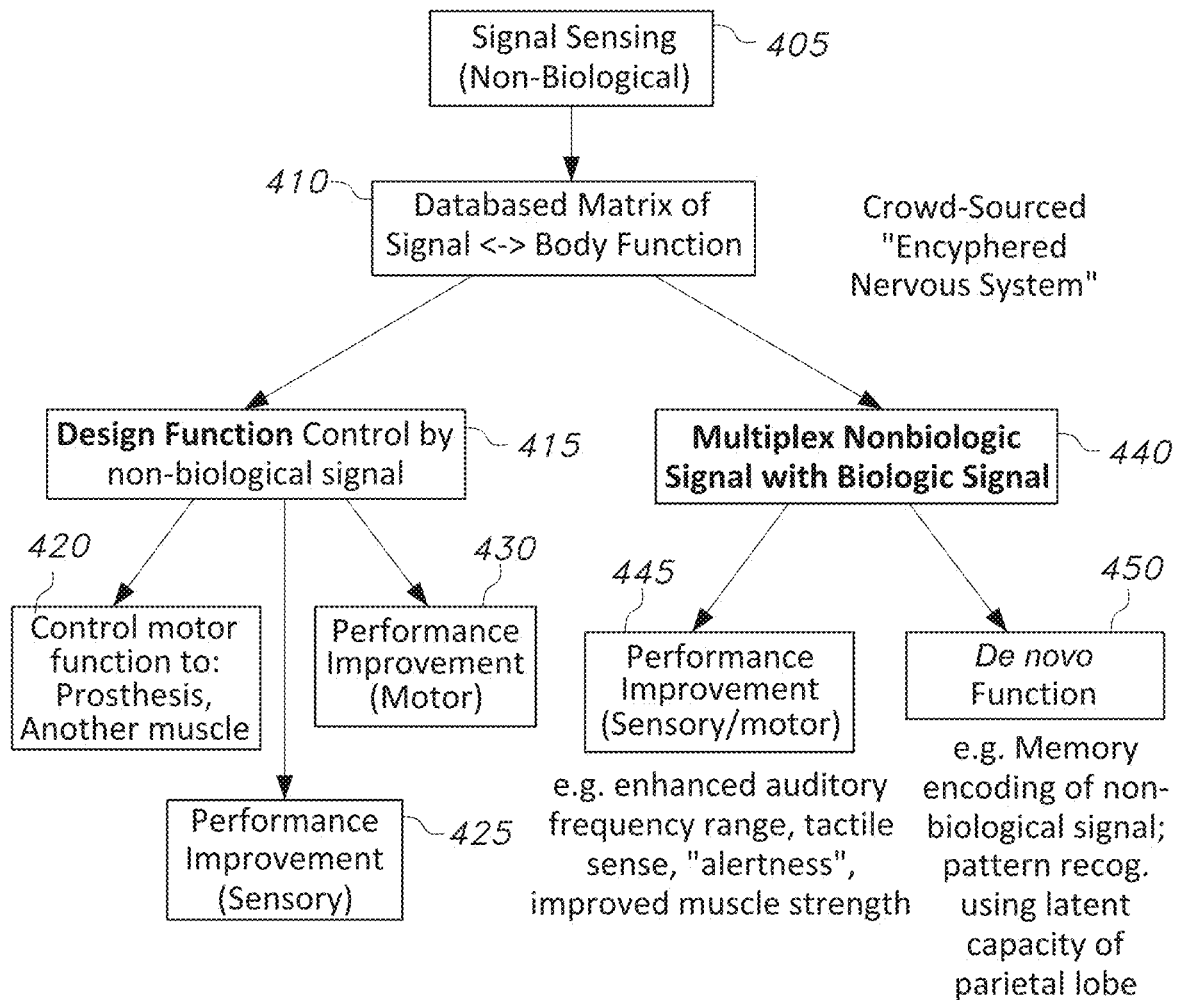 Signal Sensing
(Non-Biological)
405
410
Databased Matrix of
Signal <-> Body Function
Crowd-Sourced
"Encyphered
Nervous System"
Design Function Control by
non-biological signal
415
Multiplex Nonbiologic
Signal with Biologic Signal
440
420
Control motor
function to:
Prosthesis,
Another muscle
430
Performance
Improvement
(Motor)
Performance
Improvement
(Sensory)
425
445
Performance
Improvement
(Sensory/motor)
e.g. enhanced auditory
frequency range, tactile
sense, "alertness",
improved muscle strength
450
De novo
Function
e.g. Memory
encoding of non-
biological signal;
pattern recog.
using latent
capacity of
parietal lobe